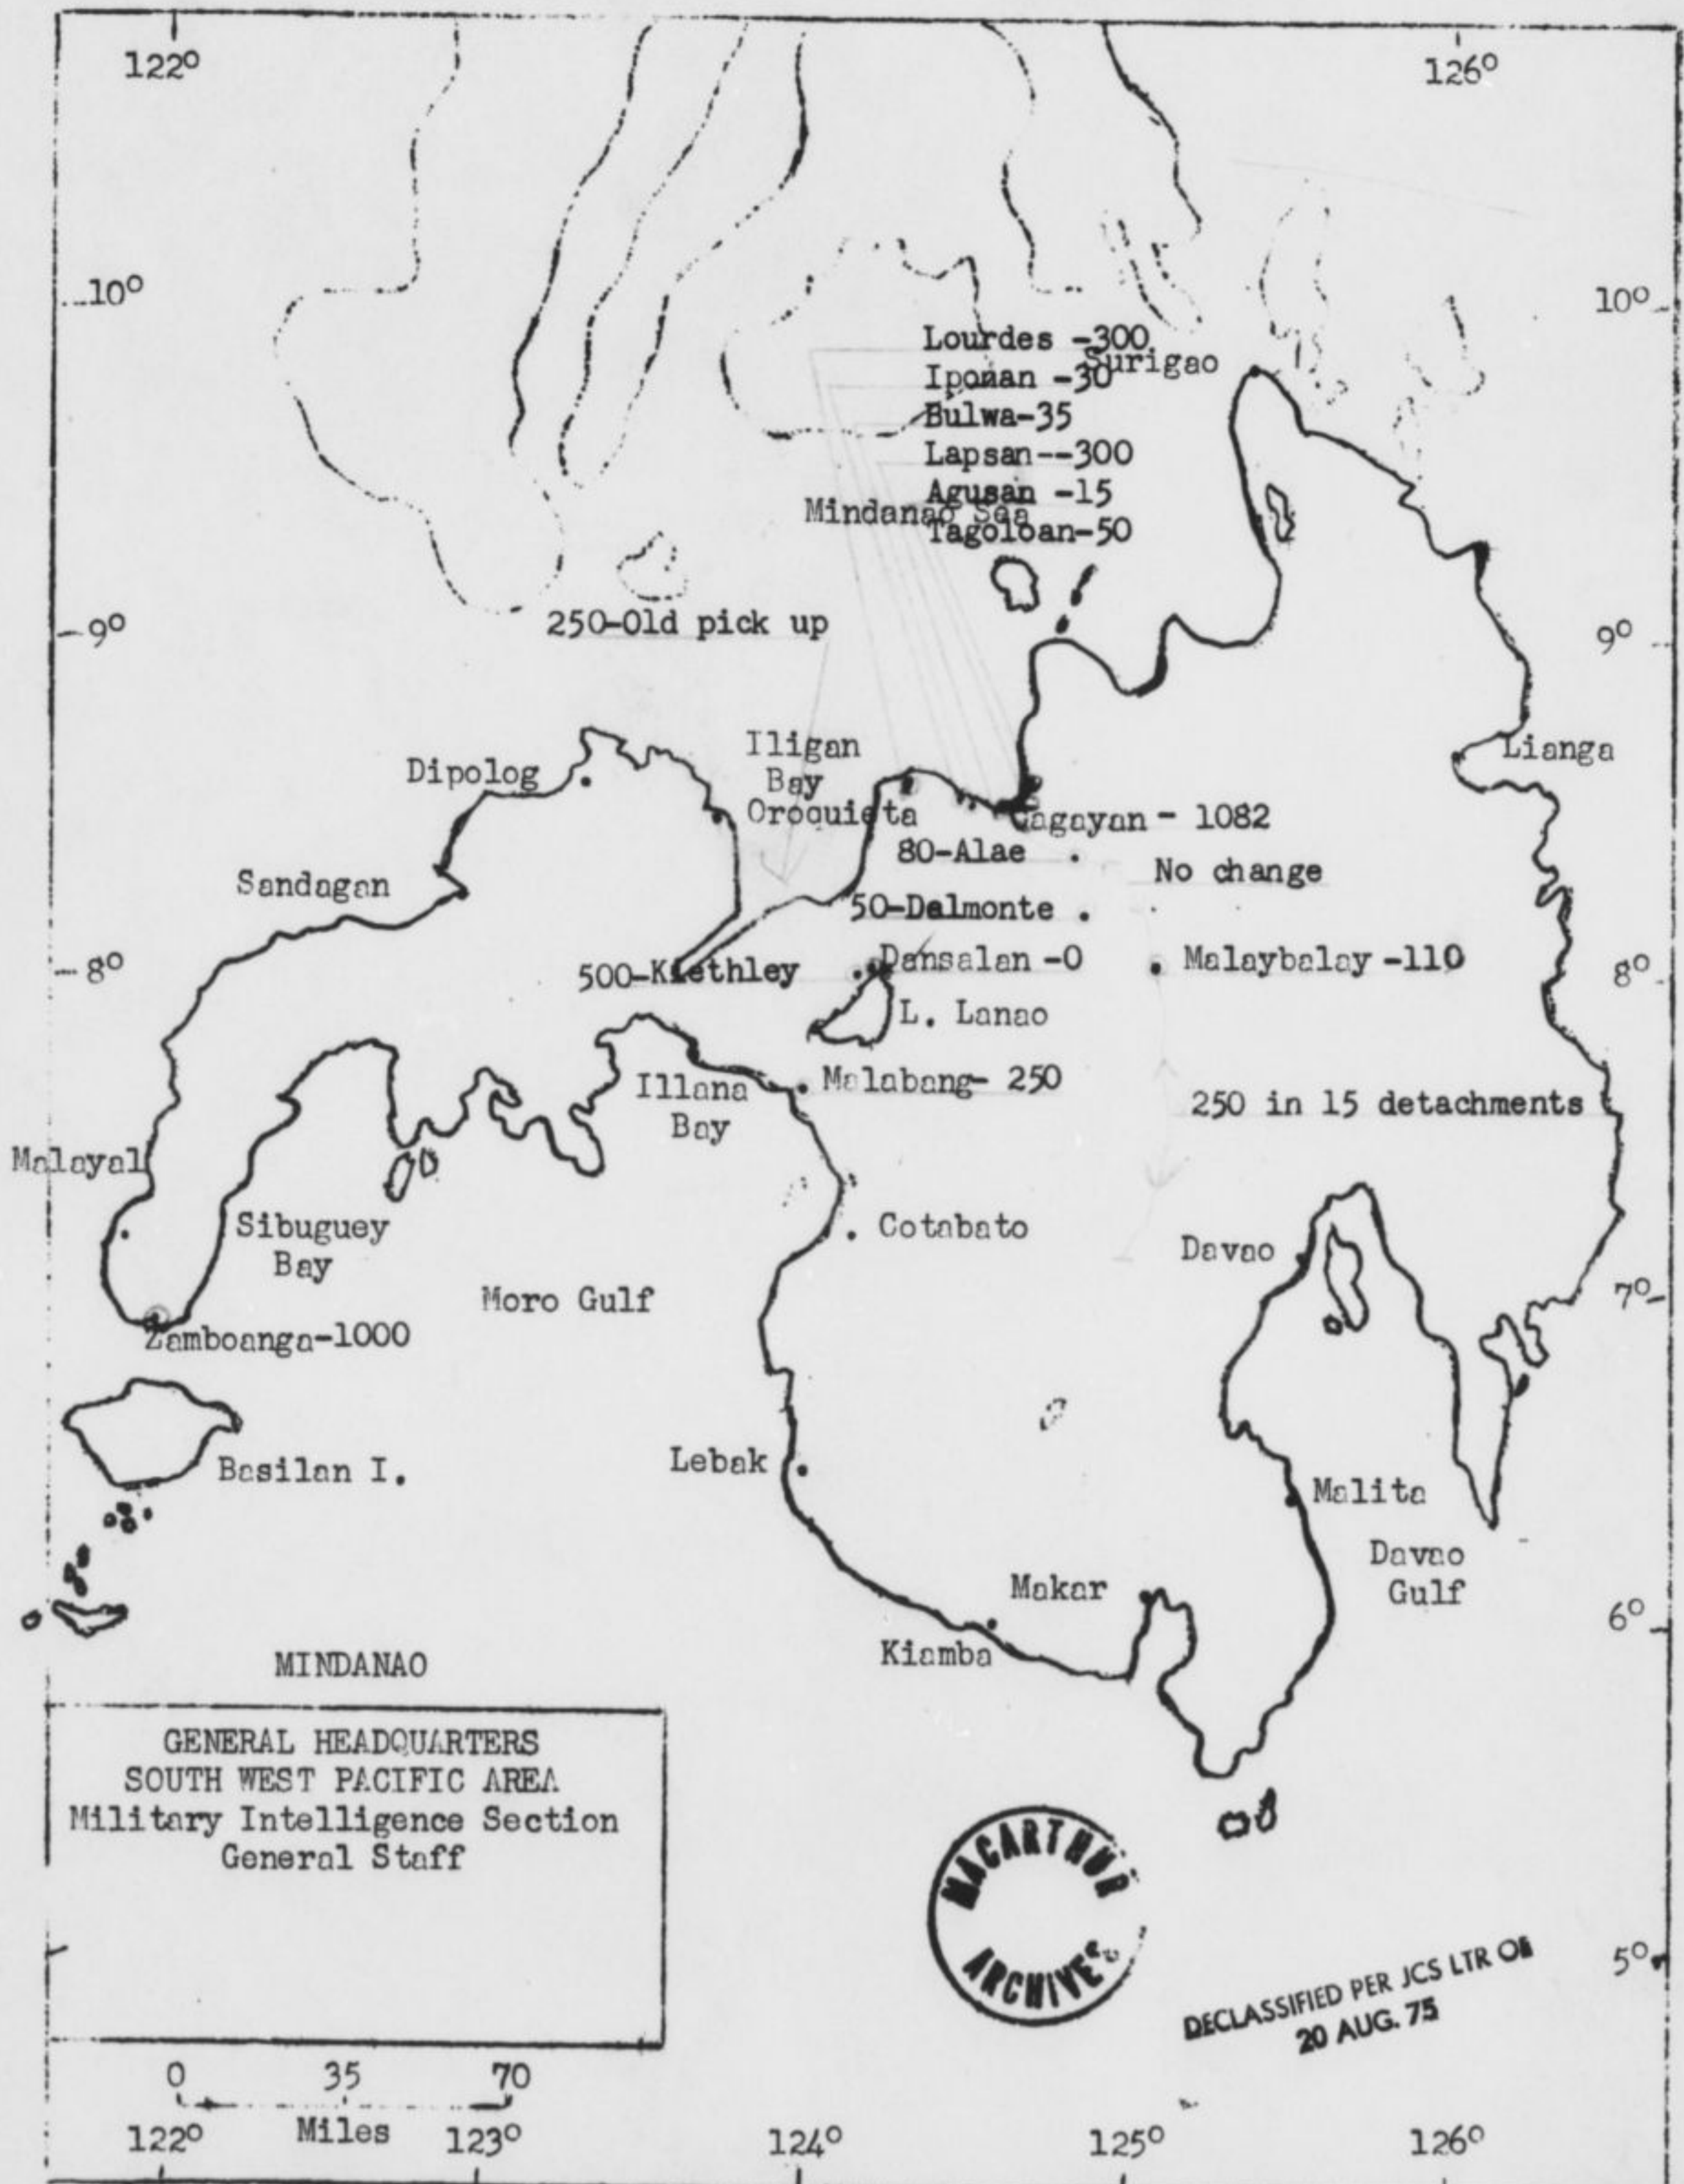 122°
126°
10°
10°
Lourdes -300
Surigao
Iponan -30
Bulwa-35
Lapsan--300
Agusan -15
Mindanao Sea
Tagoloan-50
250-Old pick up
9°
9°
Iligan
Bay
Dipolog
Lianga
Oroquieta
Cagayan - 1082
80-Alae
No change
Sandagan
50-Dalmonte
8°
500-Kiethley
Dansalan -0
Malaybalay -110
8°
L. Lanao
Malabang- 250
Illana
Bay
250 in 15 detachments
Malayal
Sibuguey
Bay
Cotabato
Davao
Moro Gulf
7°
Zamboanga-1000
Basilan I.
Lebak
Malita
Davao
Gulf
Makar
6°
Kiamba
MINDANAO
GENERAL HEADQUARTERS
SOUTH WEST PACIFIC AREA
Military Intelligence Section
General Staff
MACARTHUR
ARCHIVES
5°
DECLASSIFIED PER JCS LTR OF
20 AUG. 75
0 35 70
Miles
122° 123° 124° 125° 126°